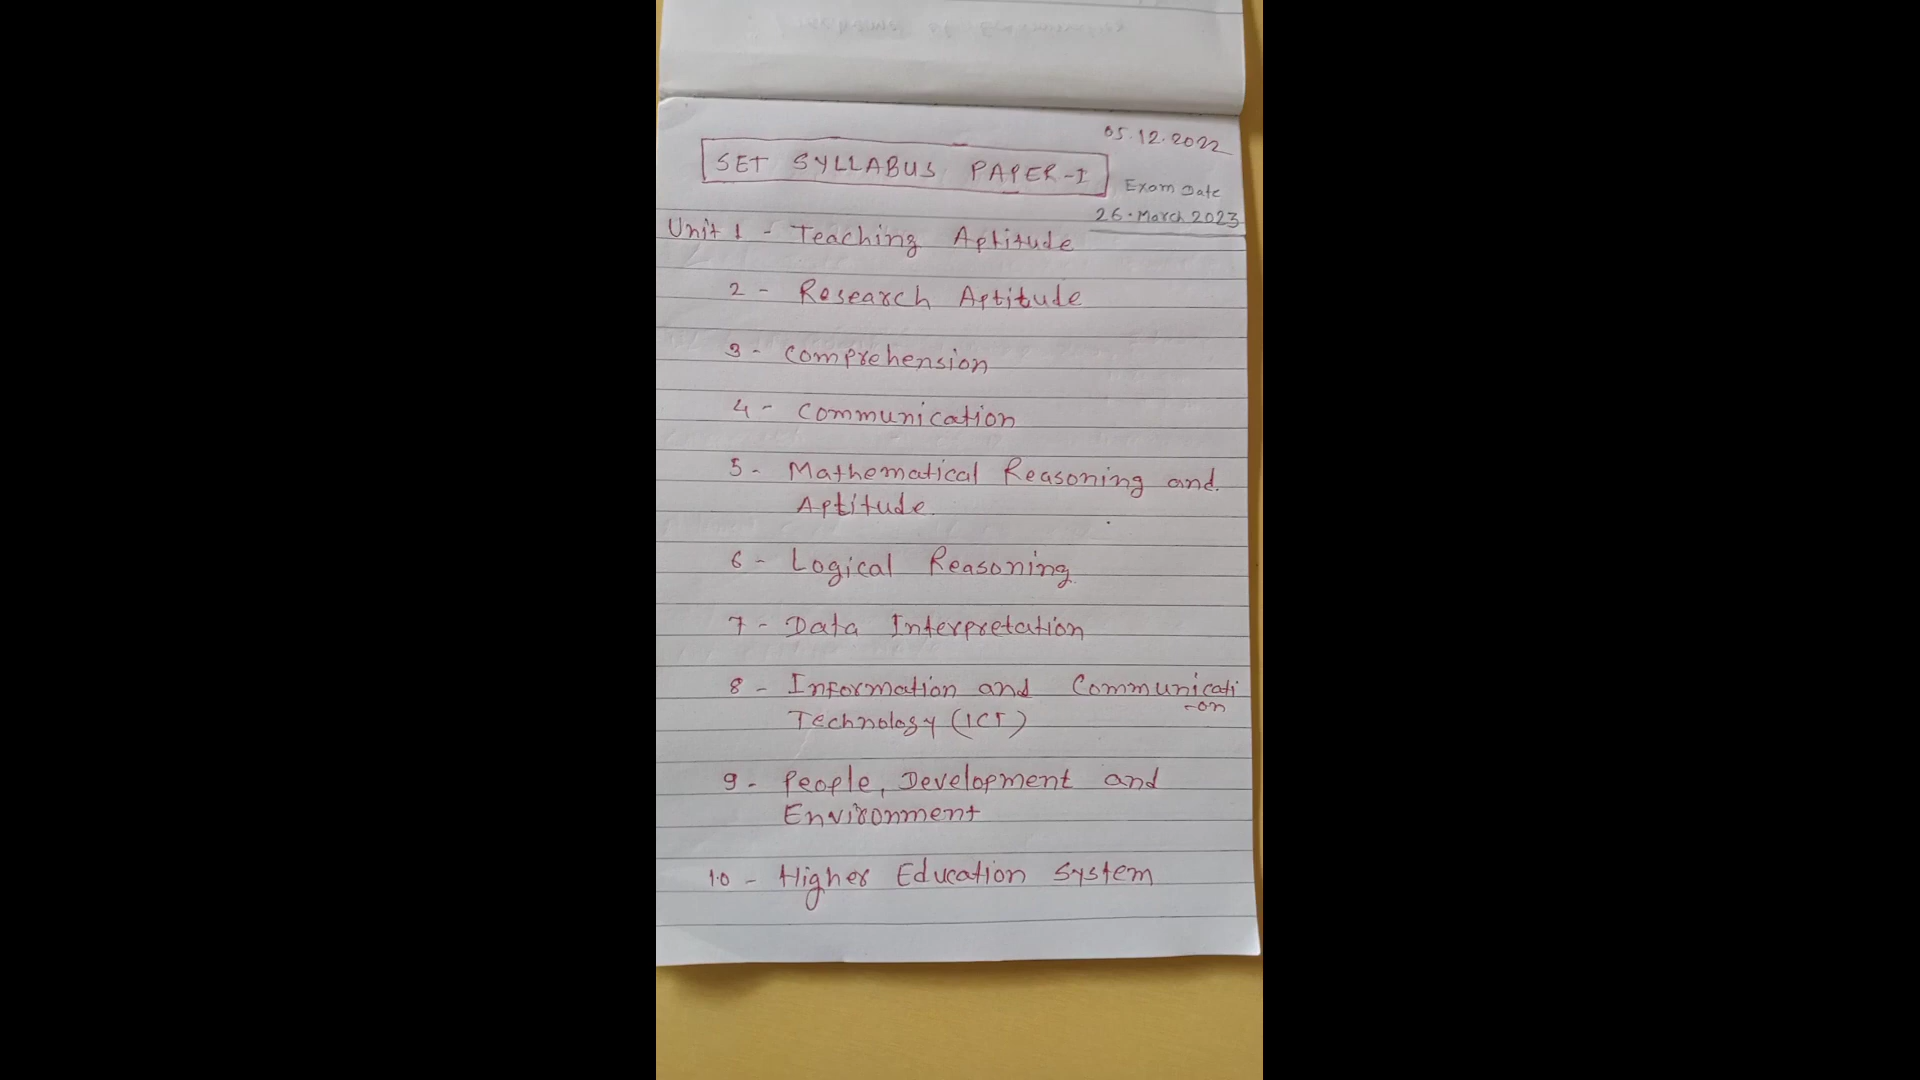 05.12.2022
SET SYLLABUS PAPER-I
Exam Date
26-March 2023
Unit 1 - Teaching Aptitude
2 - Research Aptitude
3 - Comprehension
4 - Communication
5 - Mathematical Reasoning and
Aptitude
6 - Logical Reasoning
7 - Data Interpretation
8 - Information and Communicati
-on
Technology (ICT)
9 - People, Development and
Environment
10 - Higher Education System